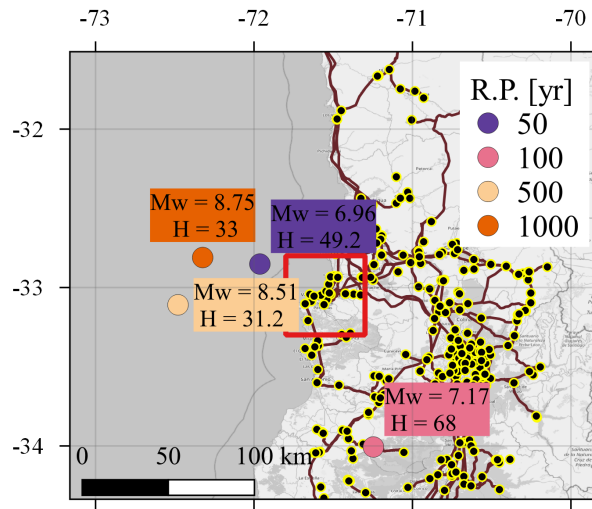 -73 -72 -71 -70
-32
-33
-34
R.P. [yr]
50
100
500
1000
Mw = 8.75
H = 33
Mw = 6.96
H = 49.2
Mw = 8.51
H = 31.2
Mw = 7.17
H = 68
0 50 100 km